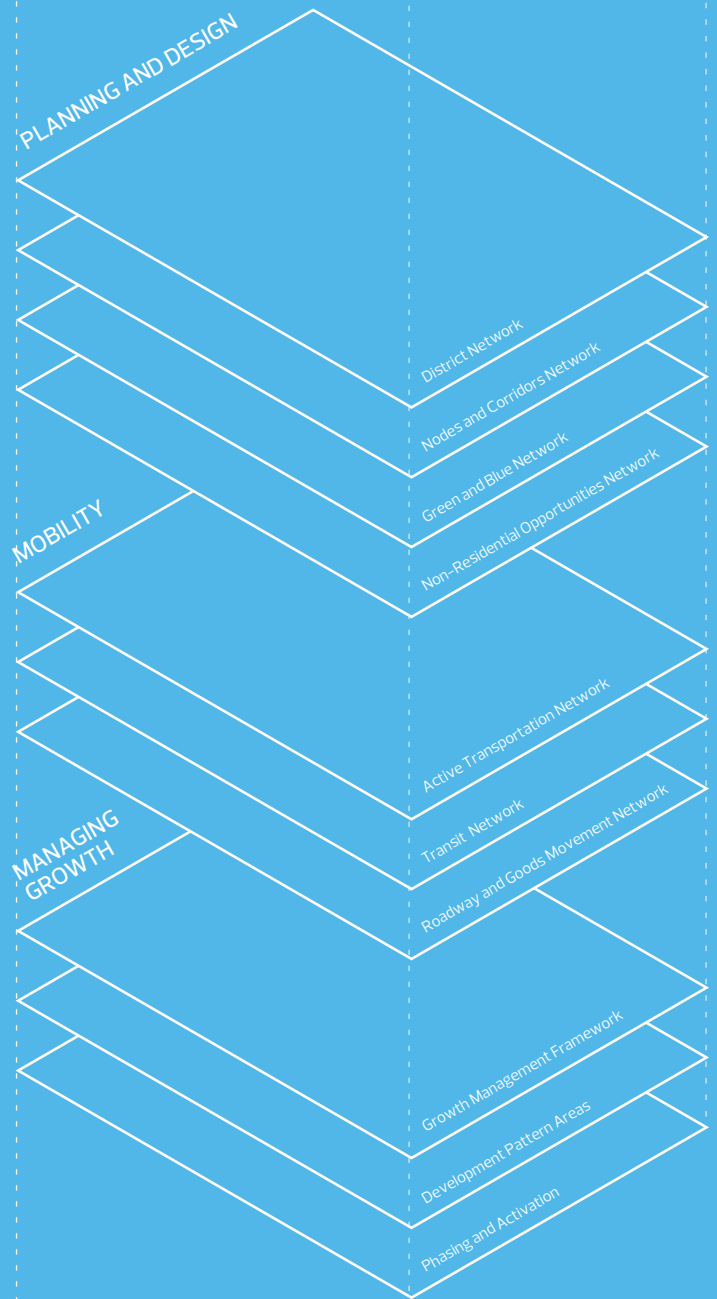 PLANNING AND DESIGN
District Network
Nodes and Corridors Network
Green and Blue Network
Non-Residential Opportunities Network
MOBILITY
Active Transportation Network
Transit Network
Roadway and Goods Movement Network
MANAGING
GROWTH
Growth Management Framework
Development Pattern Areas
Phasing and Activation